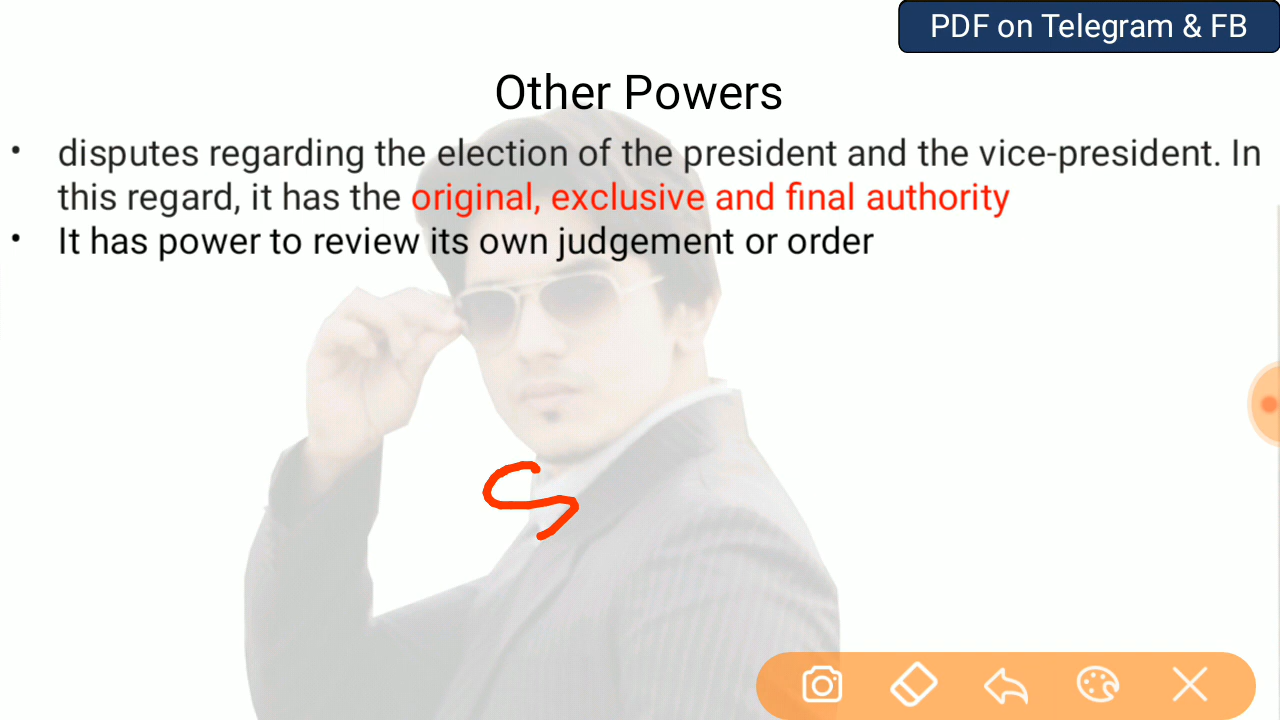 PDF on Telegram & FB
Other Powers
• disputes regarding the election of the president and the vice-president. In
this regard, it has the original, exclusive and final authority
• It has power to review its own judgement or order
S